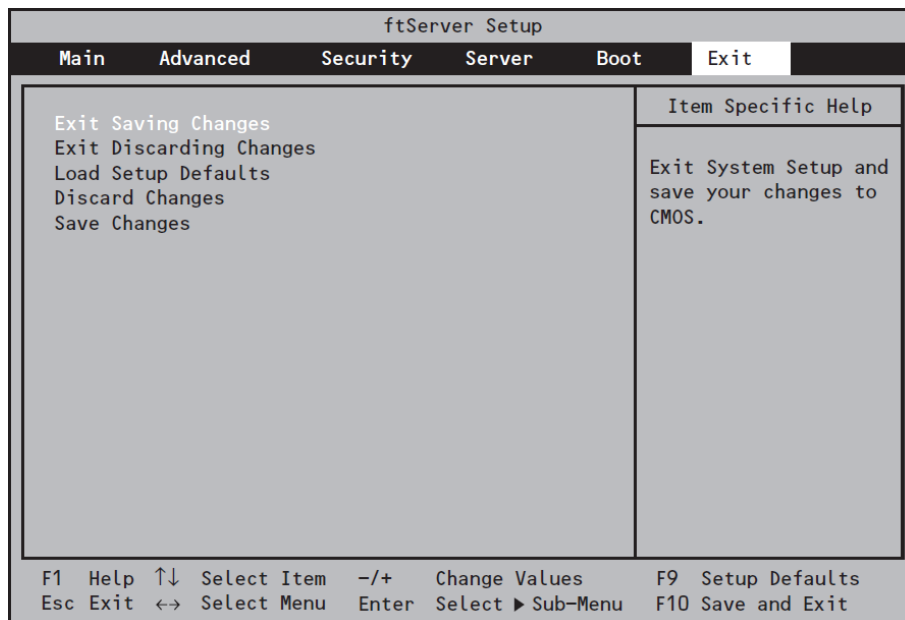 ftServer Setup
Main Advanced Security Server Boot Exit
Exit Saving Changes
Exit Discarding Changes
Load Setup Defaults
Discard Changes
Save Changes
Item Specific Help
Exit System Setup and
save your changes to
CMOS.
F1 Help ↑↓ Select Item -/+ Change Values F9 Setup Defaults
Esc Exit ↔ Select Menu Enter Select ▶ Sub-Menu F10 Save and Exit